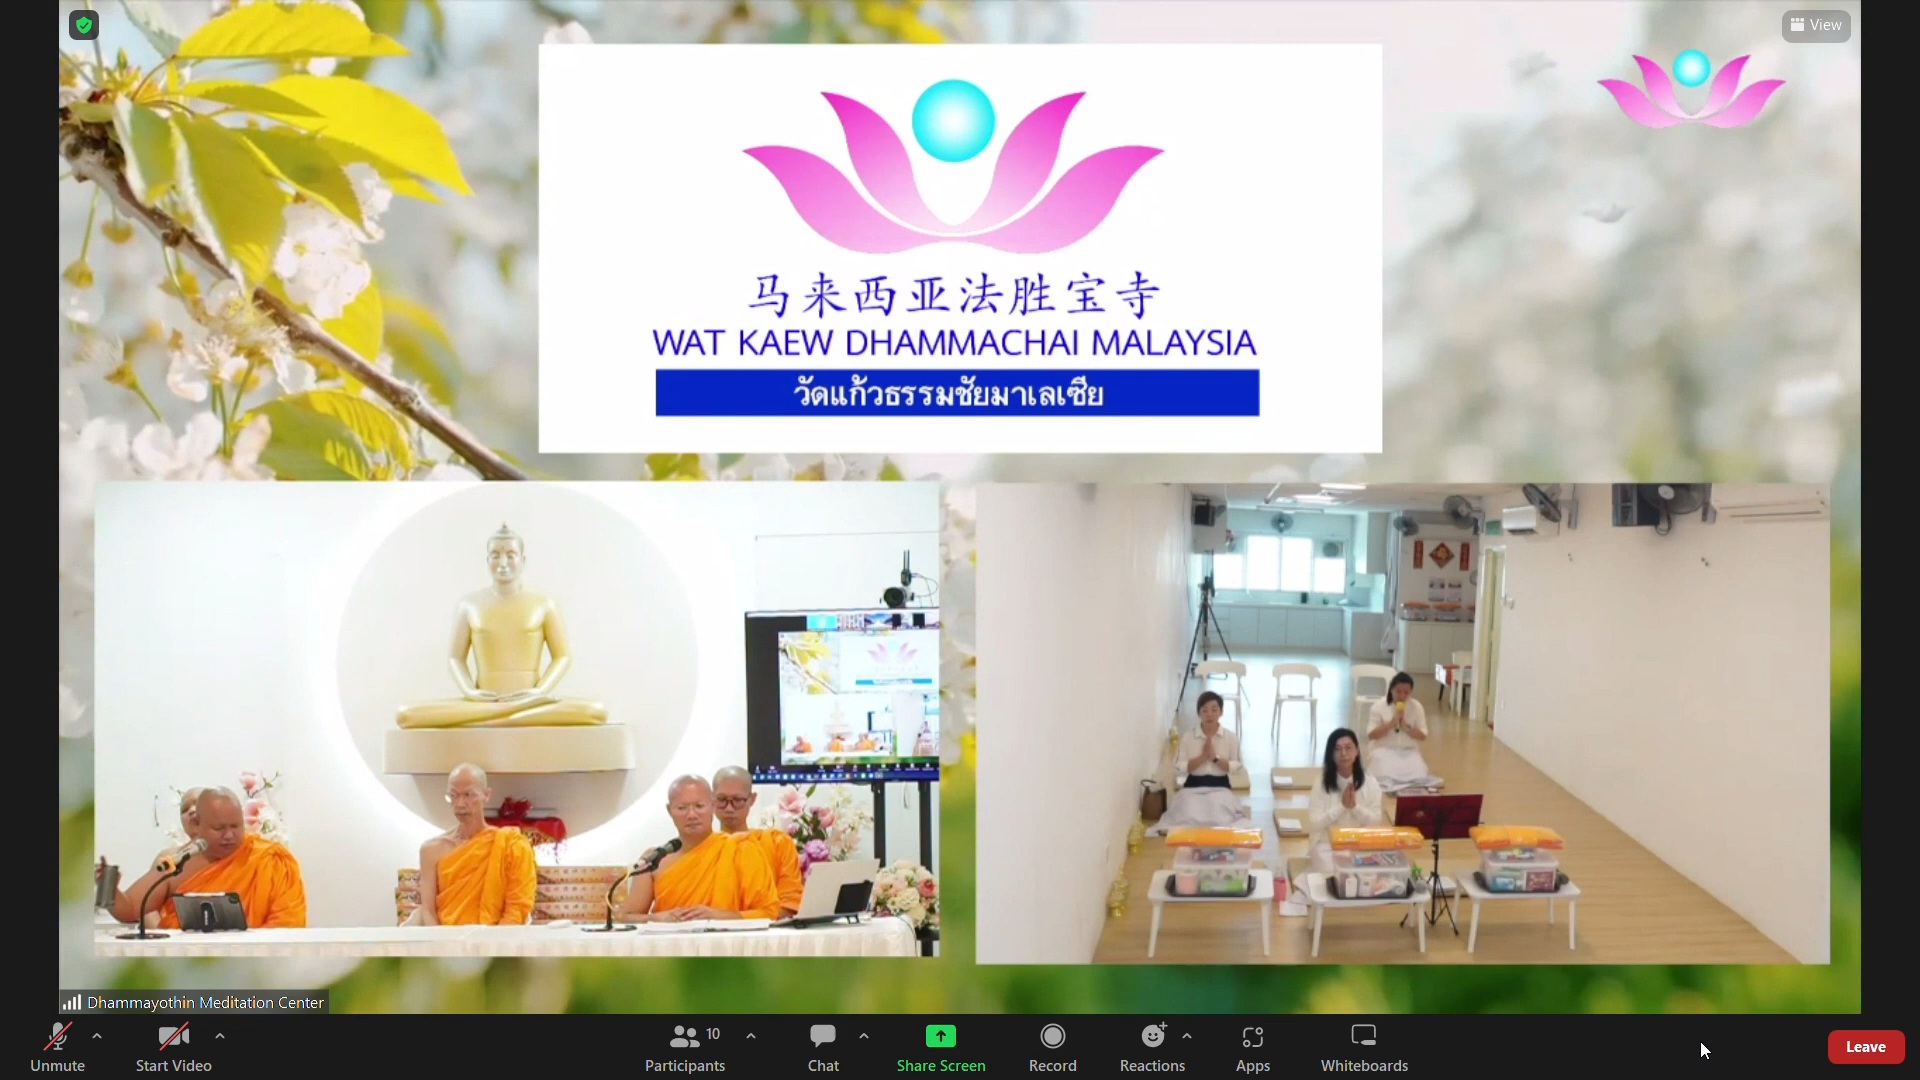 View
马来西亚法胜宝寺
WAT KAEW DHAMMACHAI MALAYSIA
วัดแก้วธรรมชัยมาเลเซีย
Dhammayothin Meditation Center
Unmute
Start Video
10
Participants
Chat
Share Screen
Record
Reactions
Apps
Whiteboards
Leave